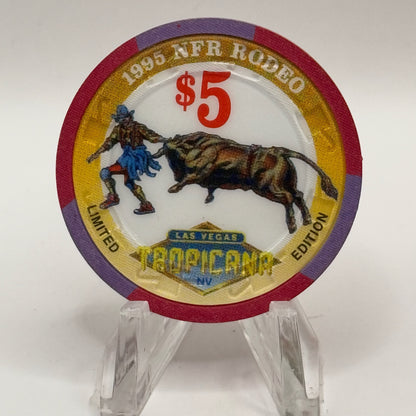 1995 NFR RODEO
$5
LIMITED
EDITION
LAS VEGAS
TROPICANA
NV